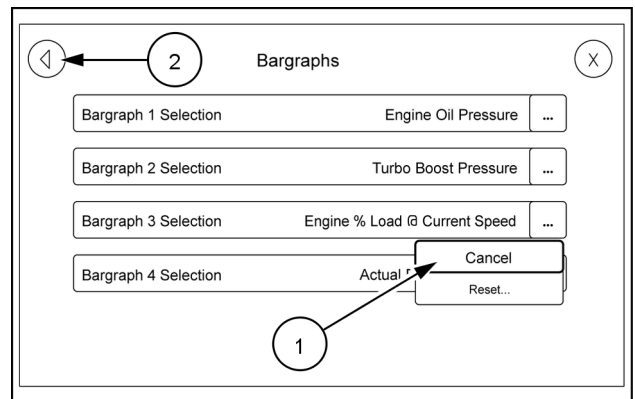 2
Bargraphs
X
Bargraph 1 Selection Engine Oil Pressure ...
Bargraph 2 Selection Turbo Boost Pressure ...
Bargraph 3 Selection Engine % Load @ Current Speed ...
Cancel
Bargraph 4 Selection Actual
Reset...
1